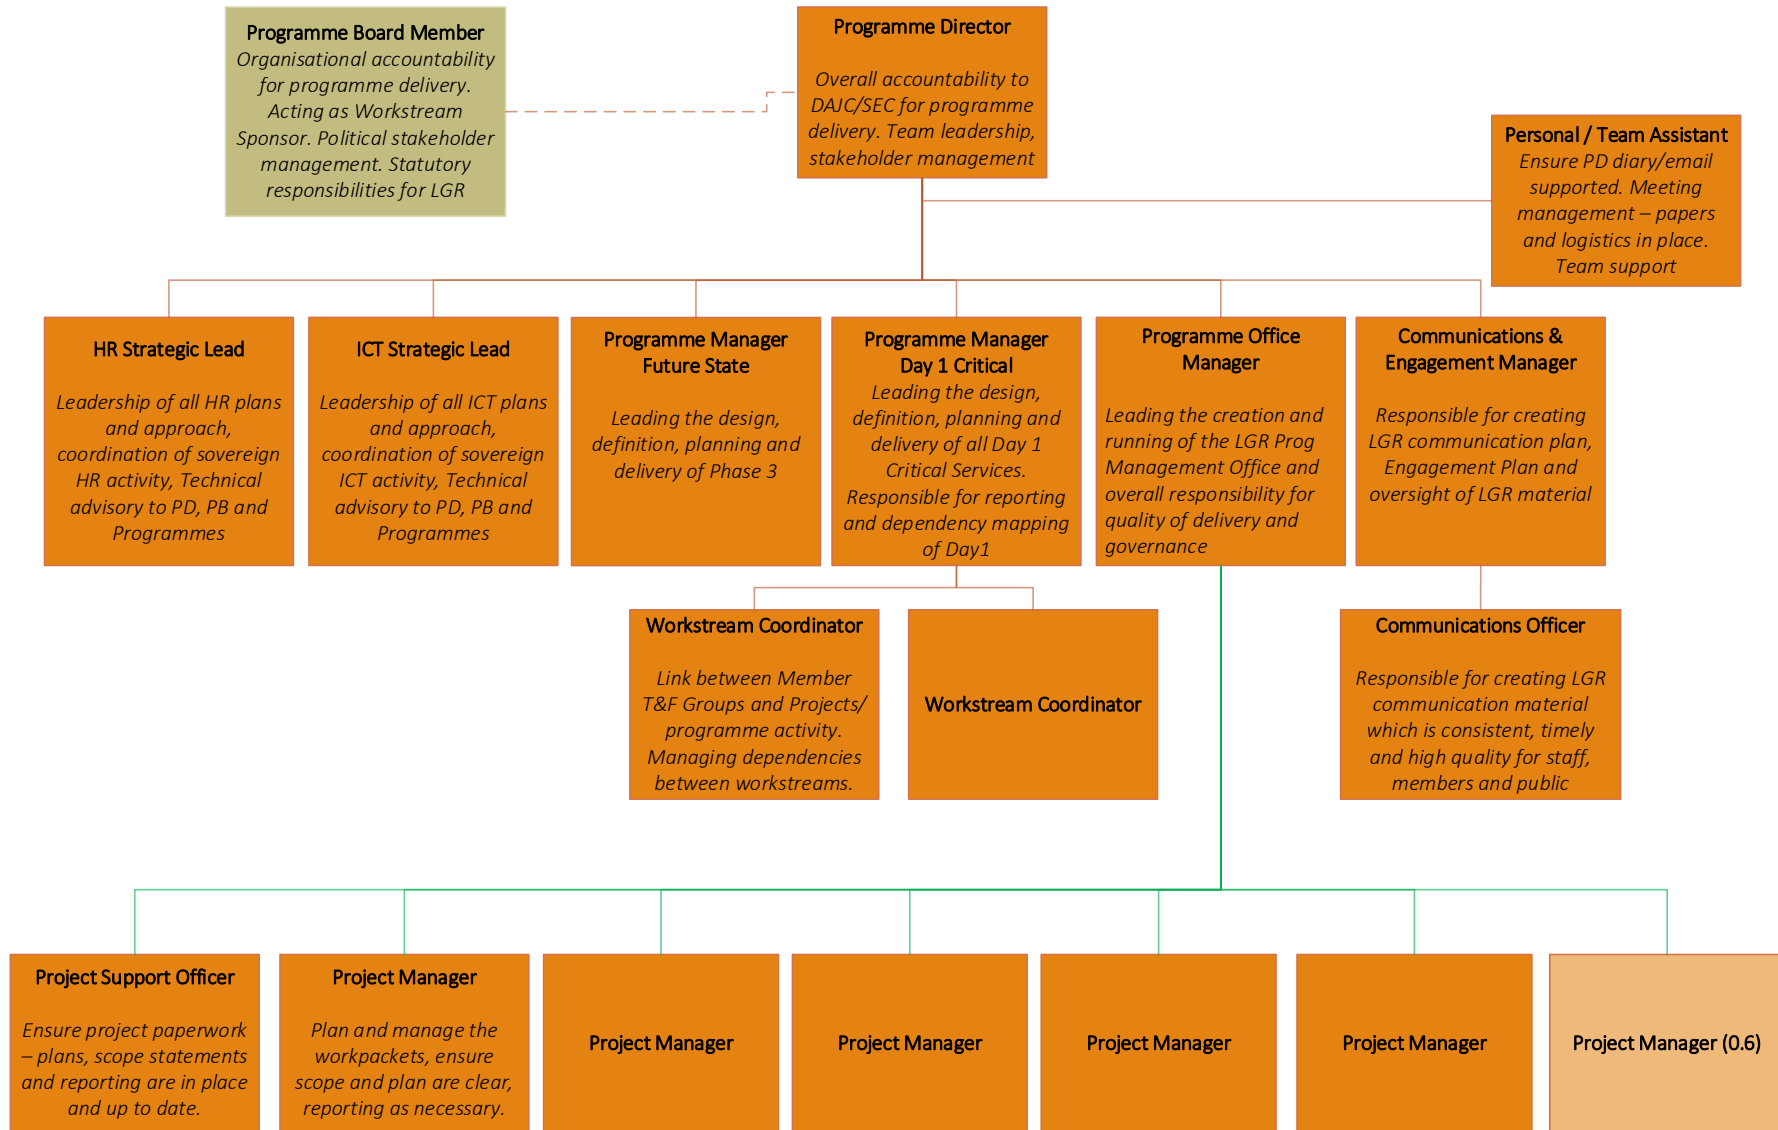 Programme Board Member
Organisational accountability
for programme delivery.
Acting as Workstream
Sponsor. Political stakeholder
management. Statutory
responsibilities for LGR
Programme Director
Overall accountability to
DAJC/SEC for programme
delivery. Team leadership,
stakeholder management
Personal / Team Assistant
Ensure PD diary/email
supported. Meeting
management – papers
and logistics in place.
Team support
HR Strategic Lead
Leadership of all HR plans
and approach,
coordination of sovereign
HR activity, Technical
advisory to PD, PB and
Programmes
ICT Strategic Lead
Leadership of all ICT plans
and approach,
coordination of sovereign
ICT activity, Technical
advisory to PD, PB and
Programmes
Programme Manager
Future State
Leading the design,
definition, planning and
delivery of Phase 3
Programme Manager
Day 1 Critical
Leading the design,
definition, planning and
delivery of all Day 1
Critical Services.
Responsible for reporting
and dependency mapping
of Day1
Programme Office
Manager
Leading the creation and
running of the LGR Prog
Management Office and
overall responsibility for
quality of delivery and
governance
Communications &
Engagement Manager
Responsible for creating
LGR communication plan,
Engagement Plan and
oversight of LGR material
Workstream Coordinator
Link between Member
T&F Groups and Projects/
programme activity.
Managing dependencies
between workstreams.
Workstream Coordinator
Communications Officer
Responsible for creating LGR
communication material
which is consistent, timely
and high quality for staff,
members and public
Project Support Officer
Ensure project paperwork
– plans, scope statements
and reporting are in place
and up to date.
Project Manager
Plan and manage the
workpackets, ensure
scope and plan are clear,
reporting as necessary.
Project Manager
Project Manager
Project Manager
Project Manager
Project Manager (0.6)